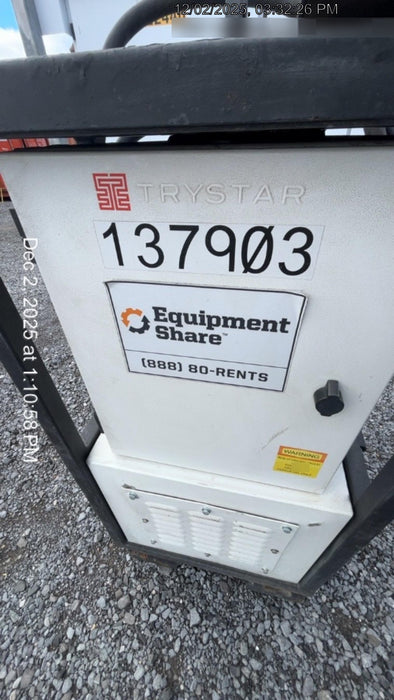 12/02/2025, 03:32:26 PM
TRYSTAR
137903
Equipment
Share™
(888) 80-RENTS
WARNING
Dec 2, 2025 at 1:10:58 PM